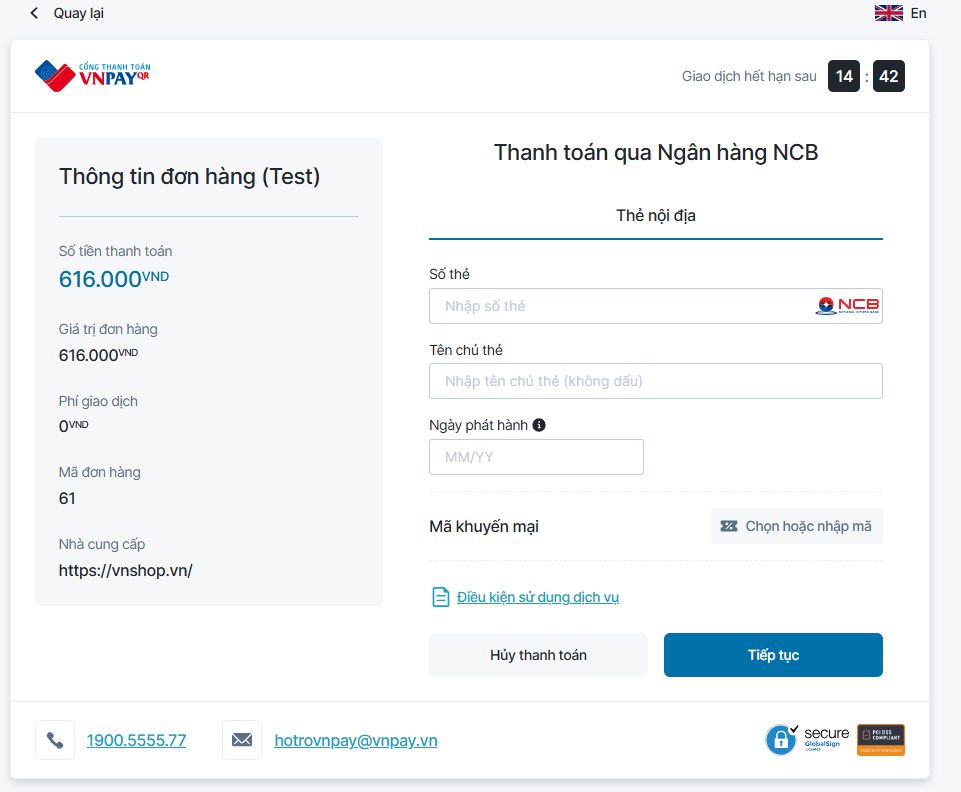 Quay lại
En
CỔNG THANH TOÁN
VNPAYQR
Giao dịch hết hạn sau 14 : 42
Thông tin đơn hàng (Test)
Số tiền thanh toán
616.000VND
Giá trị đơn hàng
616.000VND
Phí giao dịch
0VND
Mã đơn hàng
61
Nhà cung cấp
https://vnshop.vn/
Thanh toán qua Ngân hàng NCB
Thẻ nội địa
Số thẻ
Nhập số thẻ
NCB
Tên chủ thẻ
Nhập tên chủ thẻ (không dấu)
Ngày phát hành
MM/YY
Mã khuyến mại
Chọn hoặc nhập mã
Điều kiện sử dụng dịch vụ
Hủy thanh toán
Tiếp tục
1900.5555.77
hotrovnpay@vnpay.vn
secure
GlobalSign
PCI DSS
COMPLIANT